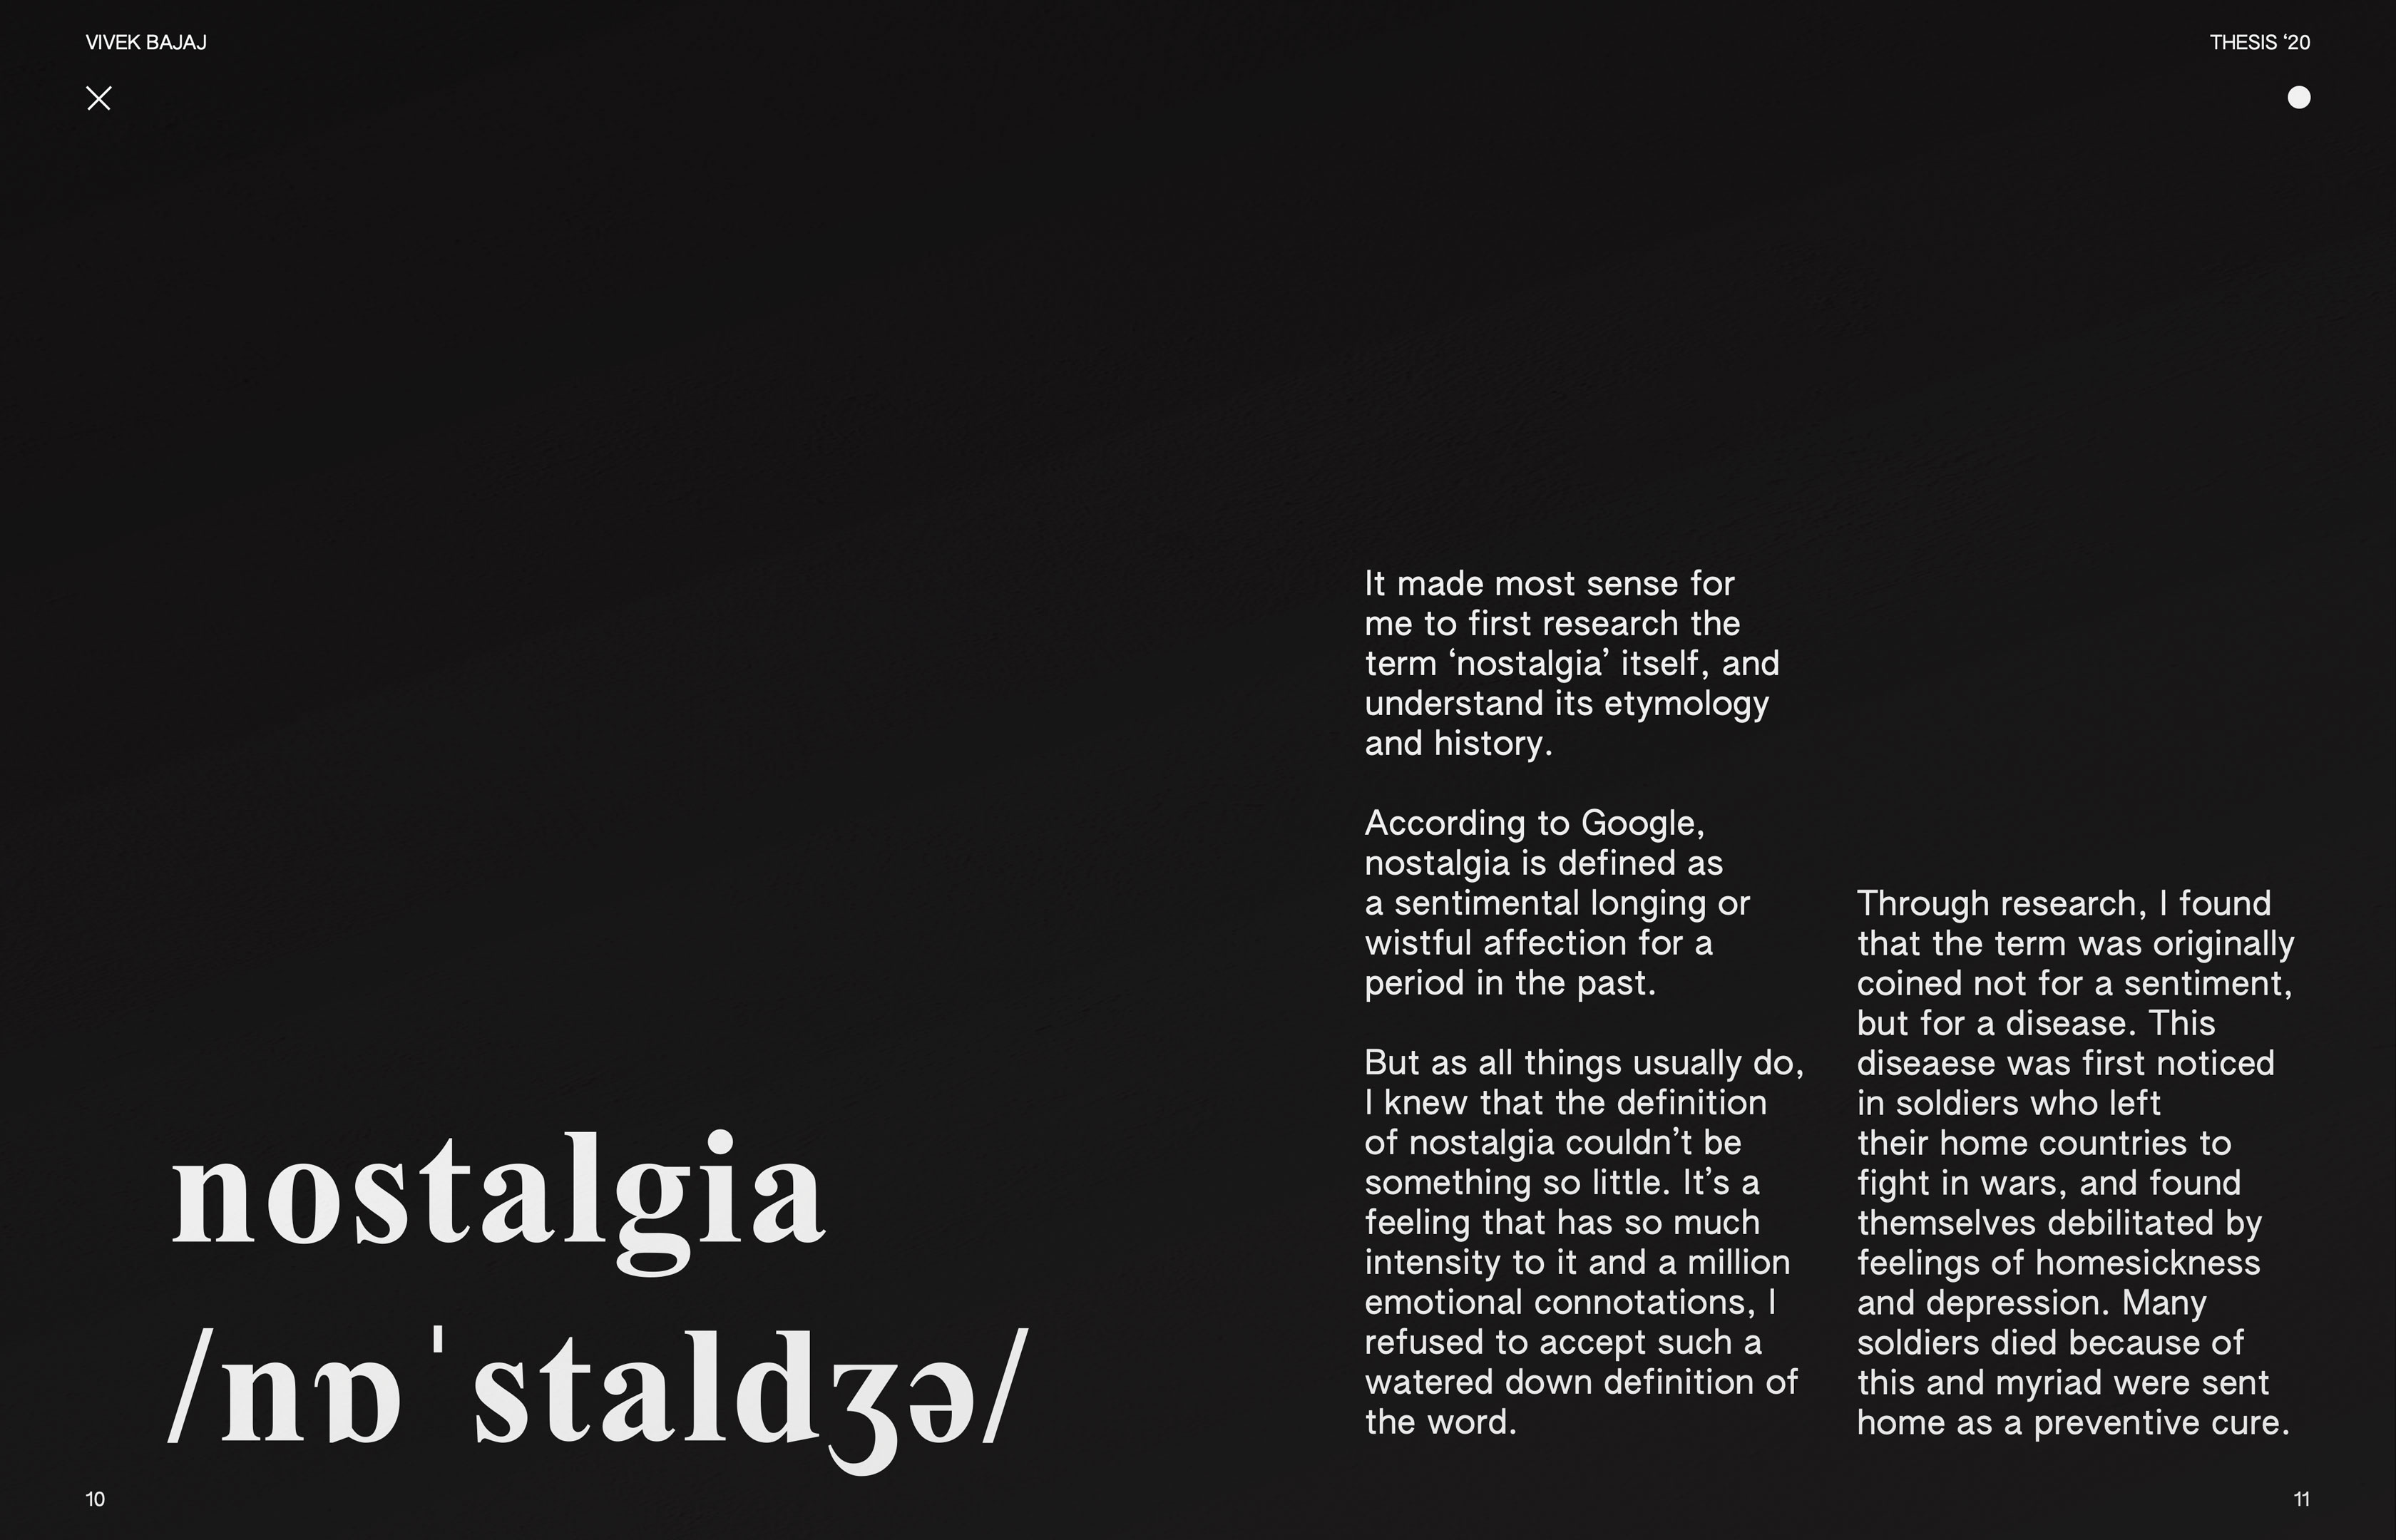 VIVEK BAJAJ
THESIS ‘20
nostalgia
/nɒˈstaldʒə/
It made most sense for
me to first research the
term ‘nostalgia’ itself, and
understand its etymology
and history.
According to Google,
nostalgia is defined as
a sentimental longing or
wistful affection for a
period in the past.
But as all things usually do,
I knew that the definition
of nostalgia couldn’t be
something so little. It’s a
feeling that has so much
intensity to it and a million
emotional connotations, I
refused to accept such a
watered down definition of
the word.
Through research, I found
that the term was originally
coined not for a sentiment,
but for a disease. This
diseaese was first noticed
in soldiers who left
their home countries to
fight in wars, and found
themselves debilitated by
feelings of homesickness
and depression. Many
soldiers died because of
this and myriad were sent
home as a preventive cure.
10
11